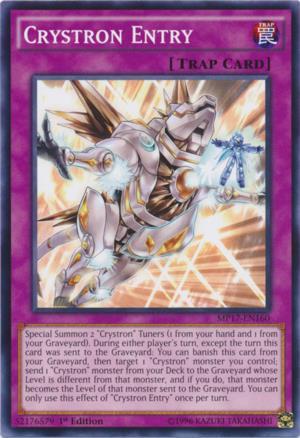 Crystron Entry
TRAP
罠
[TRAP CARD]
MP17-EN160
Special Summon 2 "Crystron" Tuners (1 from your hand and 1 from
your Graveyard). During either player's turn, except the turn this
card was sent to the Graveyard: You can banish this card
from your Graveyard, then target 1 "Crystron" monster you control;
send 1 "Crystron" monster from your Deck to the Graveyard whose
Level is different from that monster, and if you do, that monster
becomes the Level of that monster sent to the Graveyard. You can
only use this effect of "Crystron Entry" once per turn.
52176579
1st Edition
©1996 KAZUKI TAKAHASHI